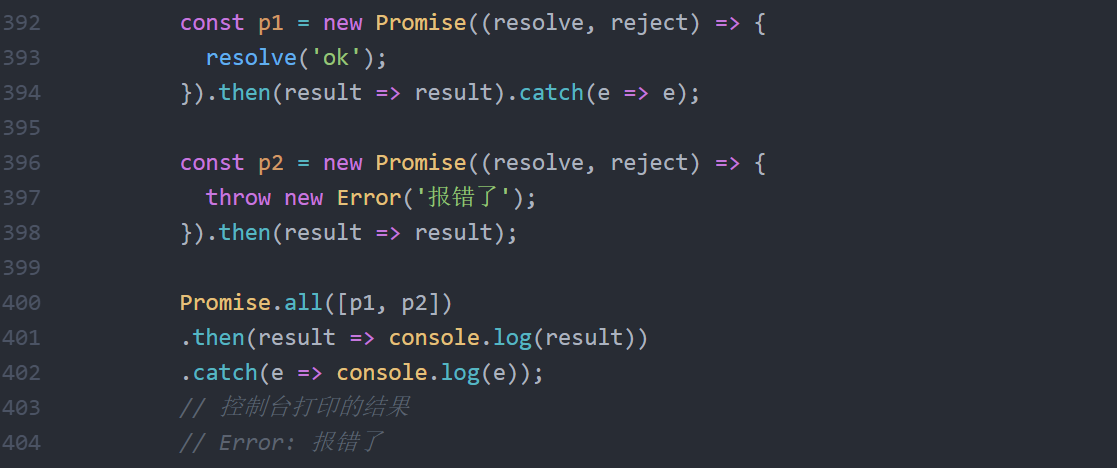 392 const p1 = new Promise((resolve, reject) => {
393 resolve('ok');
394 }).then(result => result).catch(e => e);
395
396 const p2 = new Promise((resolve, reject) => {
397 throw new Error('报错了');
398 }).then(result => result);
399
400 Promise.all([p1, p2])
401 .then(result => console.log(result))
402 .catch(e => console.log(e));
403 // 控制台打印的结果
404 // Error: 报错了